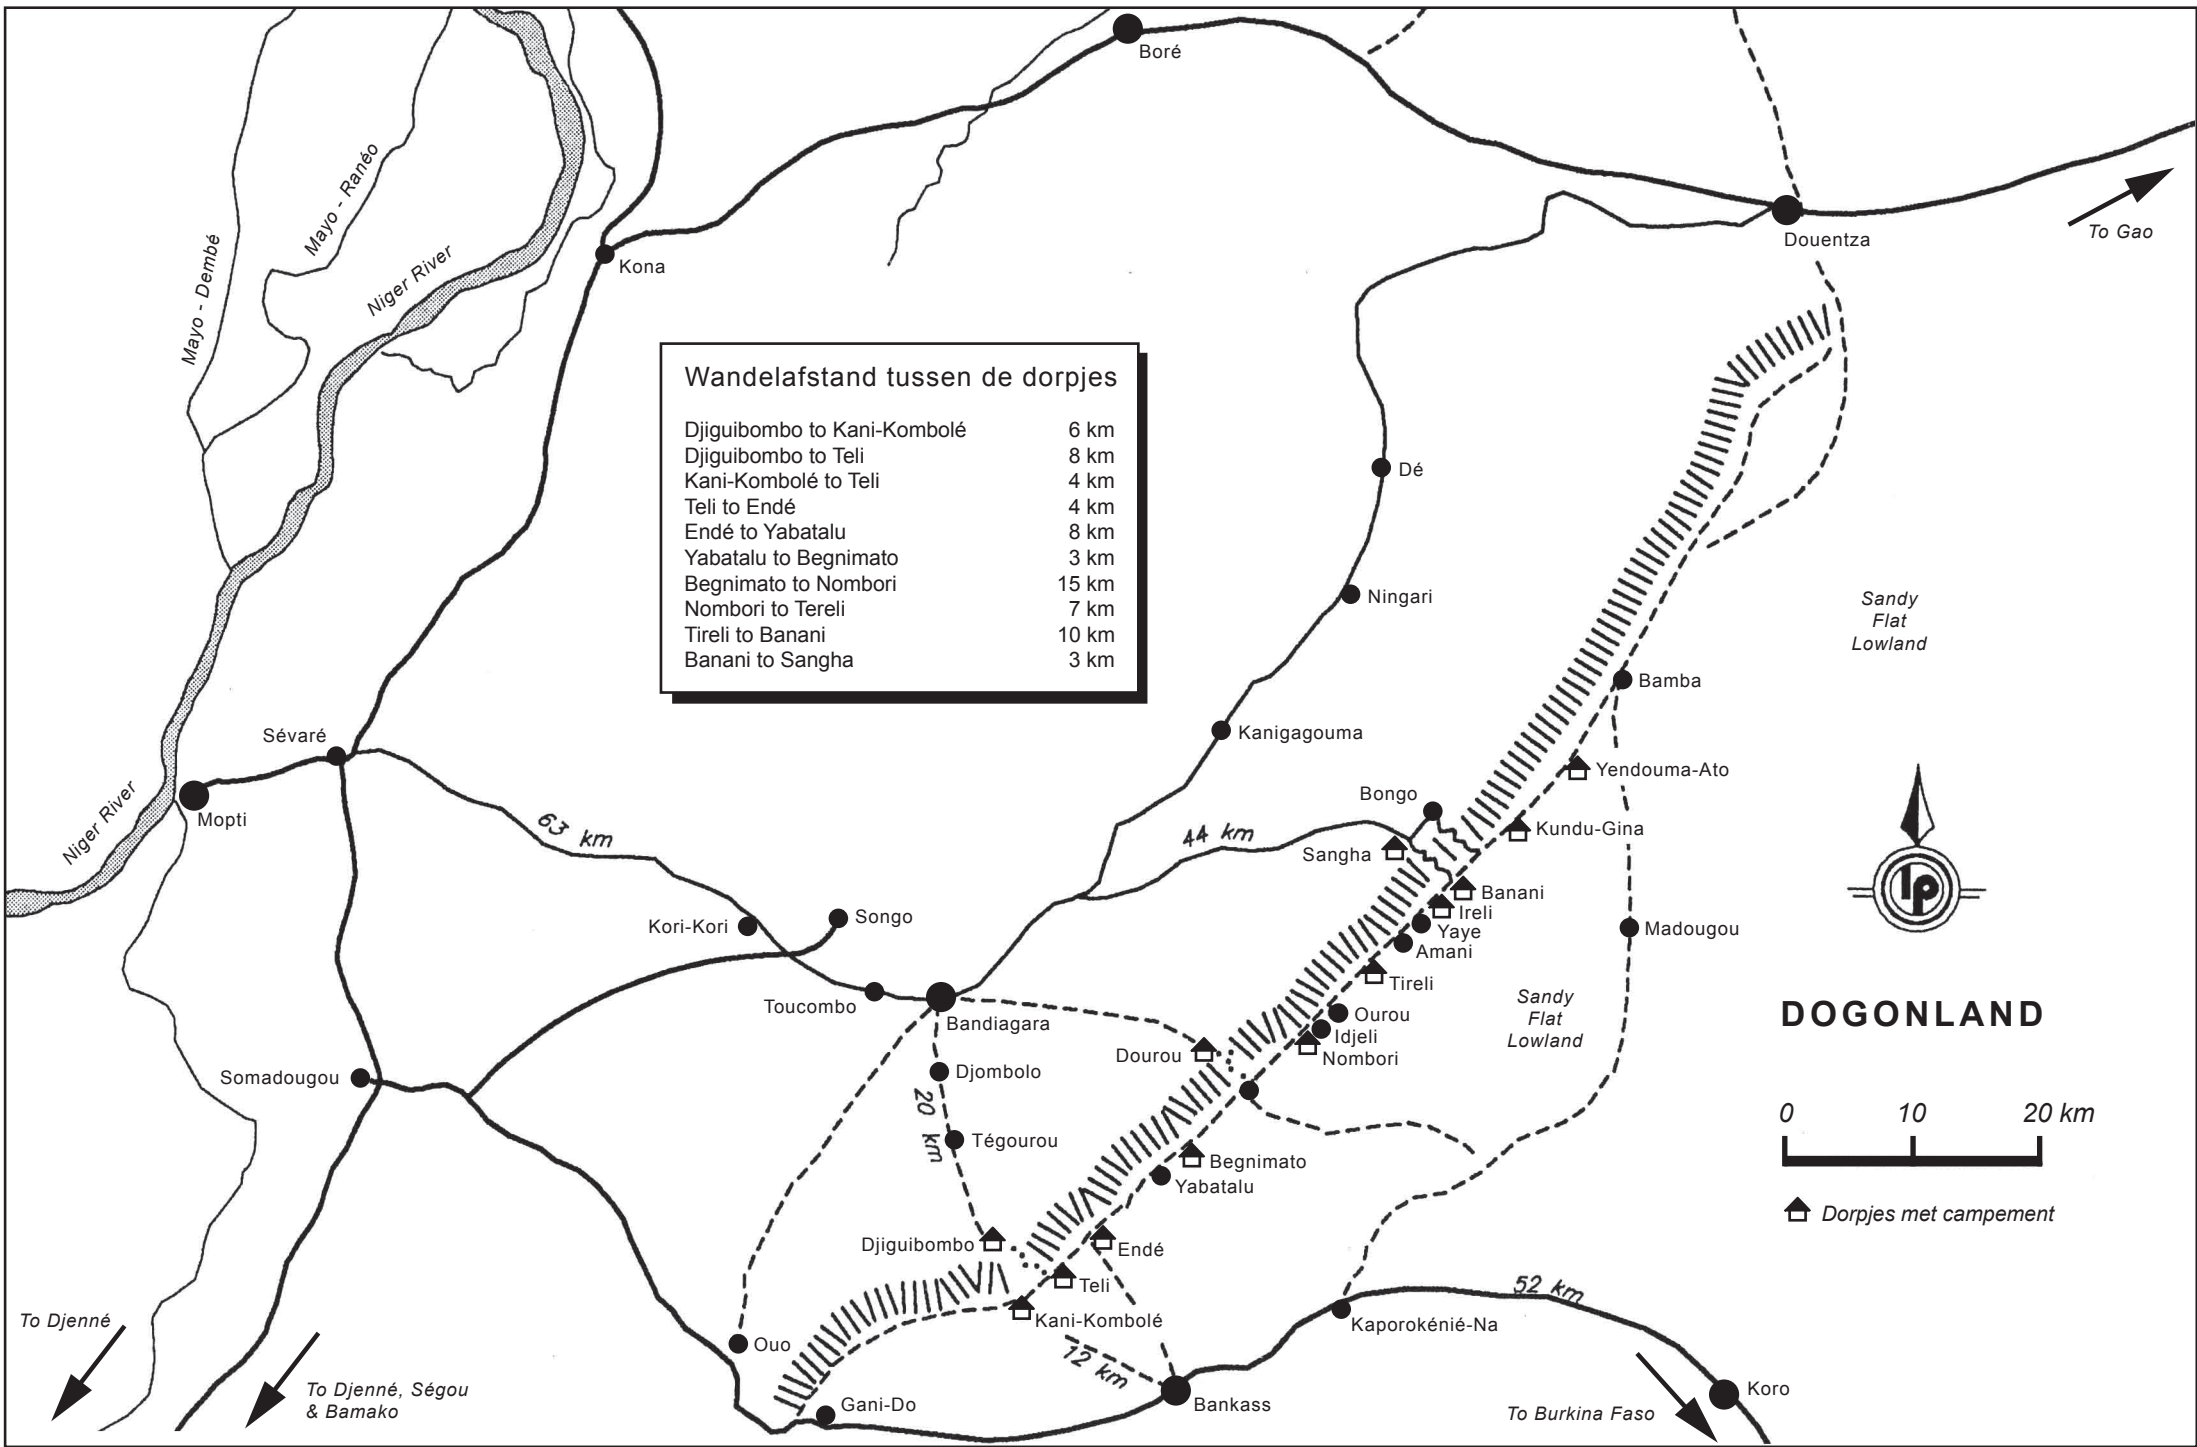 Boré
Mayo - Ranéo
Douentza
To Gao
Mayo - Dembé
Niger River
Kona
Wandelafstand tussen de dorpjes
Djiguibombo to Kani-Kombolé 6 km
Djiguibombo to Teli 8 km
Kani-Kombolé to Teli 4 km
Teli to Endé 4 km
Endé to Yabatalu 8 km
Yabatalu to Begnimato 3 km
Begnimato to Nombori 15 km
Nombori to Tereli 7 km
Tireli to Banani 10 km
Banani to Sangha 3 km
Dé
Ningari
Sandy
Flat
Lowland
Bamba
Sévaré
Kanigagouma
Yendouma-Ato
Bongo
Mopti
Niger River
63 km
44 km
Kundu-Gina
Sangha
Banani
Ireli
Yaye
Amani
Kori-Kori
Songo
Madougou
lp
Tireli
Toucombo
Bandiagara
Sandy
Flat
Lowland
DOGONLAND
Ourou
Idjeli
Nombori
Dourou
Somadougou
Djombolo
20 km
Tégourou
0 10 20 km
Begnimato
Yabatalu
Dorpjes met campement
Djiguibombo
Endé
Teli
Kani-Kombolé
52 km
Kaporokénié-Na
To Djenné
Ouo
12 km
To Djenné, Ségou
& Bamako
Gani-Do
Bankass
To Burkina Faso
Koro